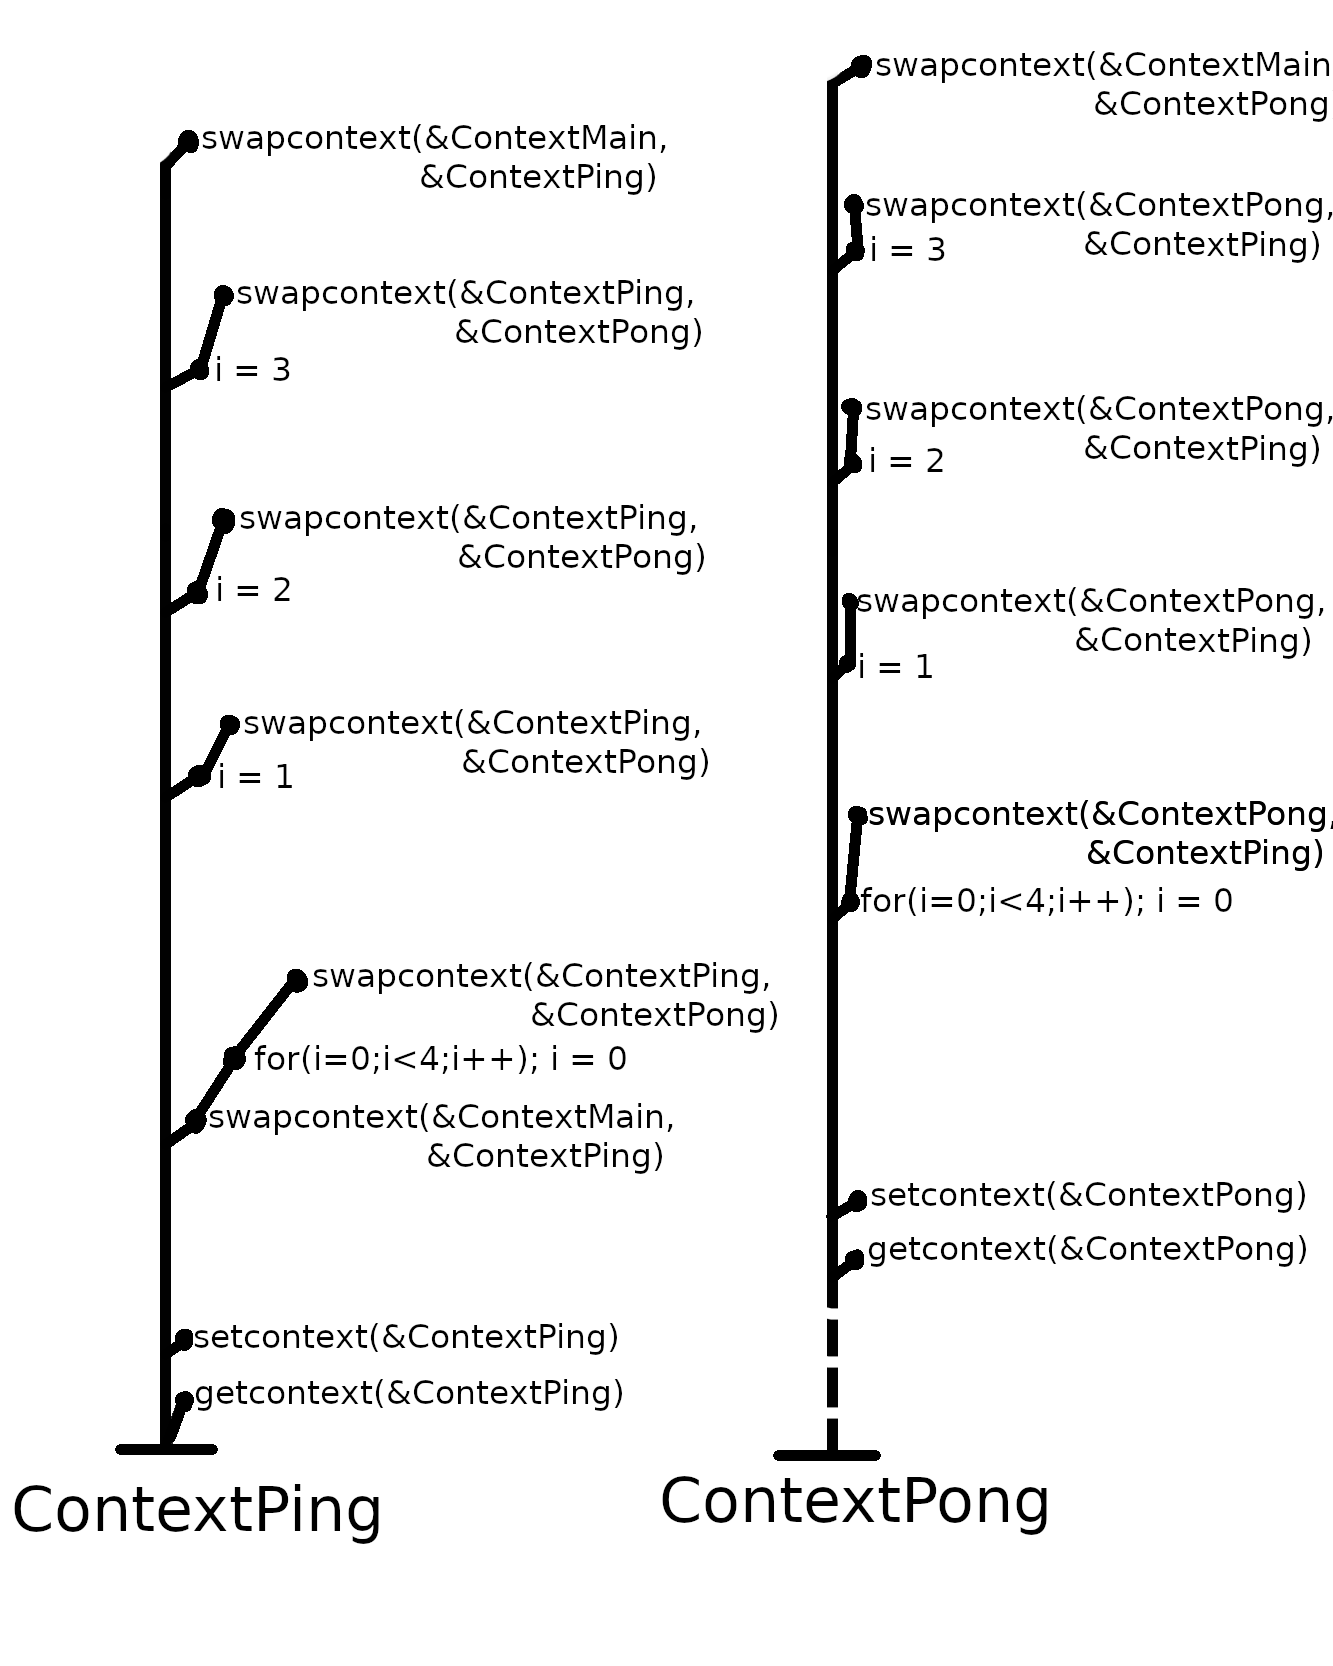 swapcontext(&ContextMain,
&ContextPing)
swapcontext(&ContextPing,
&ContextPong)
i = 3
swapcontext(&ContextPing,
&ContextPong)
i = 2
swapcontext(&ContextPing,
&ContextPong)
i = 1
swapcontext(&ContextPing,
&ContextPong)
for(i=0;i<4;i++); i = 0
swapcontext(&ContextMain,
&ContextPing)
setcontext(&ContextPing)
getcontext(&ContextPing)
ContextPing
swapcontext(&ContextMain
&ContextPong
swapcontext(&ContextPong,
&ContextPing)
i = 3
swapcontext(&ContextPong,
&ContextPing)
i = 2
swapcontext(&ContextPong,
&ContextPing)
i = 1
swapcontext(&ContextPong,
&ContextPing)
for(i=0;i<4;i++); i = 0
setcontext(&ContextPong)
getcontext(&ContextPong)
ContextPong